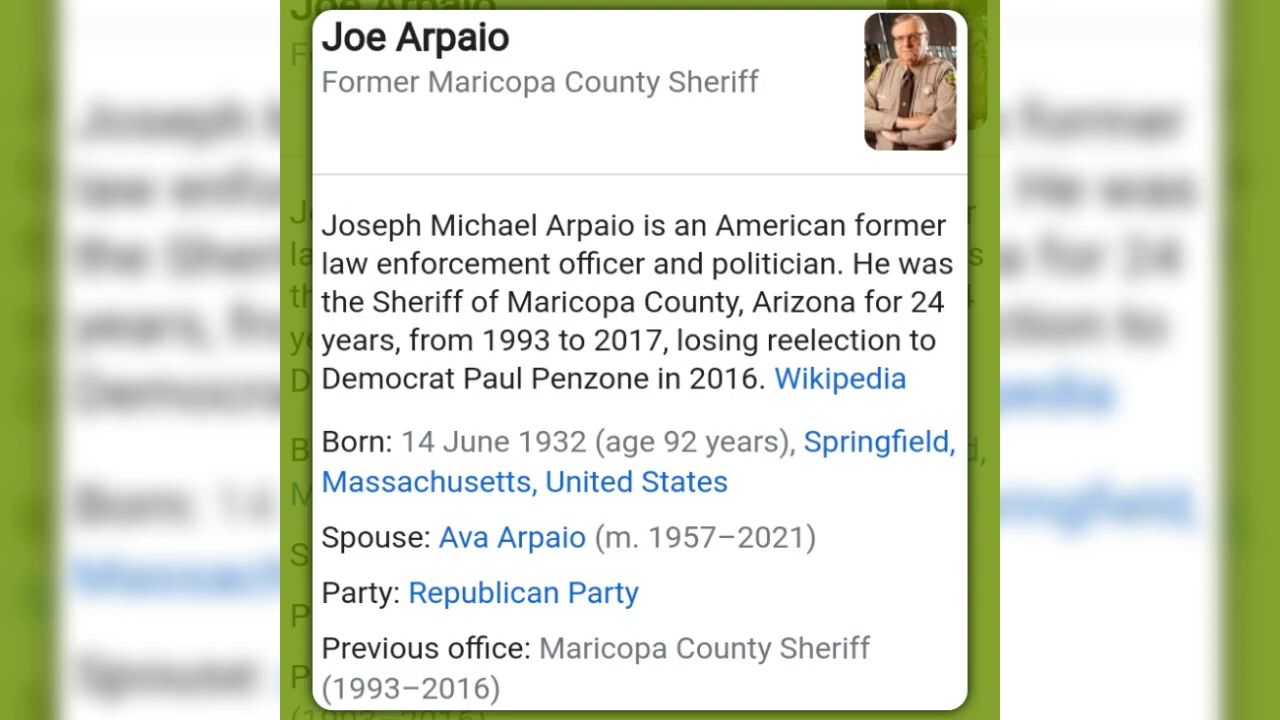 Joe Arpaio
Former Maricopa County Sheriff
Joseph Michael Arpaio is an American former
law enforcement officer and politician. He was
the Sheriff of Maricopa County, Arizona for 24
years, from 1993 to 2017, losing reelection to
Democrat Paul Penzone in 2016. Wikipedia
Born: 14 June 1932 (age 92 years), Springfield,
Massachusetts, United States
Spouse: Ava Arpaio (m. 1957–2021)
Party: Republican Party
Previous office: Maricopa County Sheriff
(1993–2016)